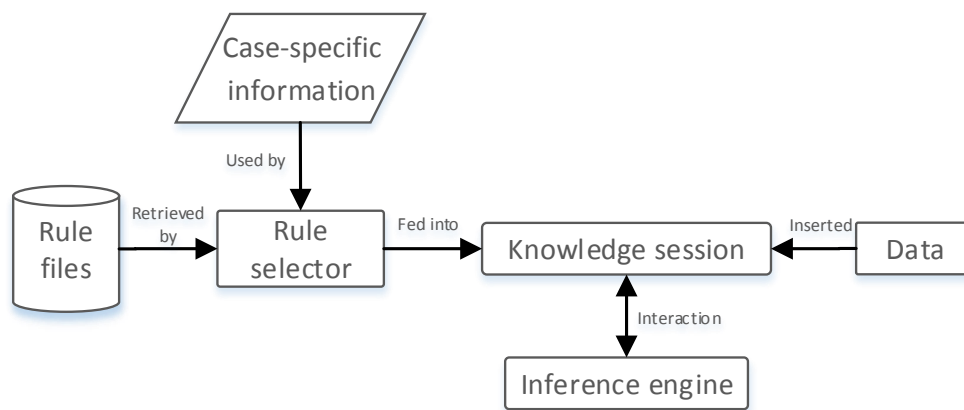 Case-specific
information
Used by
Rule
files
Retrieved
by
Rule
selector
Fed into
Knowledge session
Inserted
Data
Interaction
Inference engine